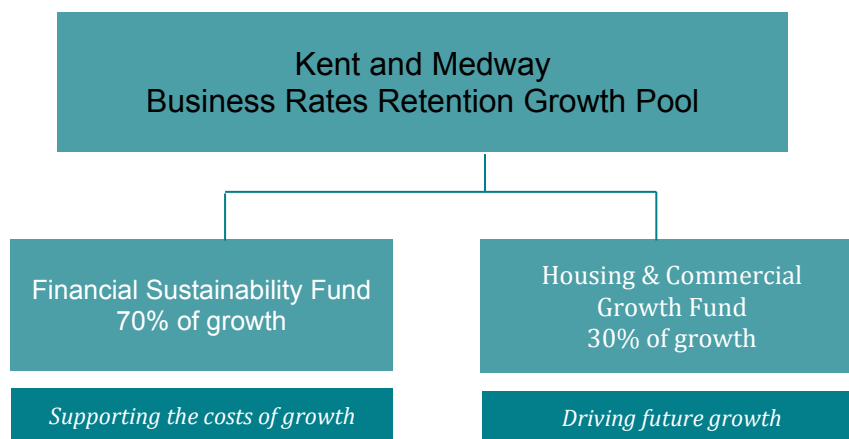 Kent and Medway
Business Rates Retention Growth Pool
Financial Sustainability Fund
70% of growth
Housing & Commercial
Growth Fund
30% of growth
Supporting the costs of growth
Driving future growth